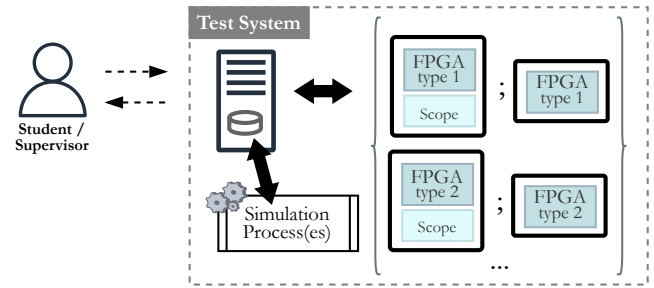 Test System
FPGA
type 1
Scope
;
FPGA
type 1
Student /
Supervisor
FPGA
type 2
Scope
;
FPGA
type 2
Simulation
Process(es)
...